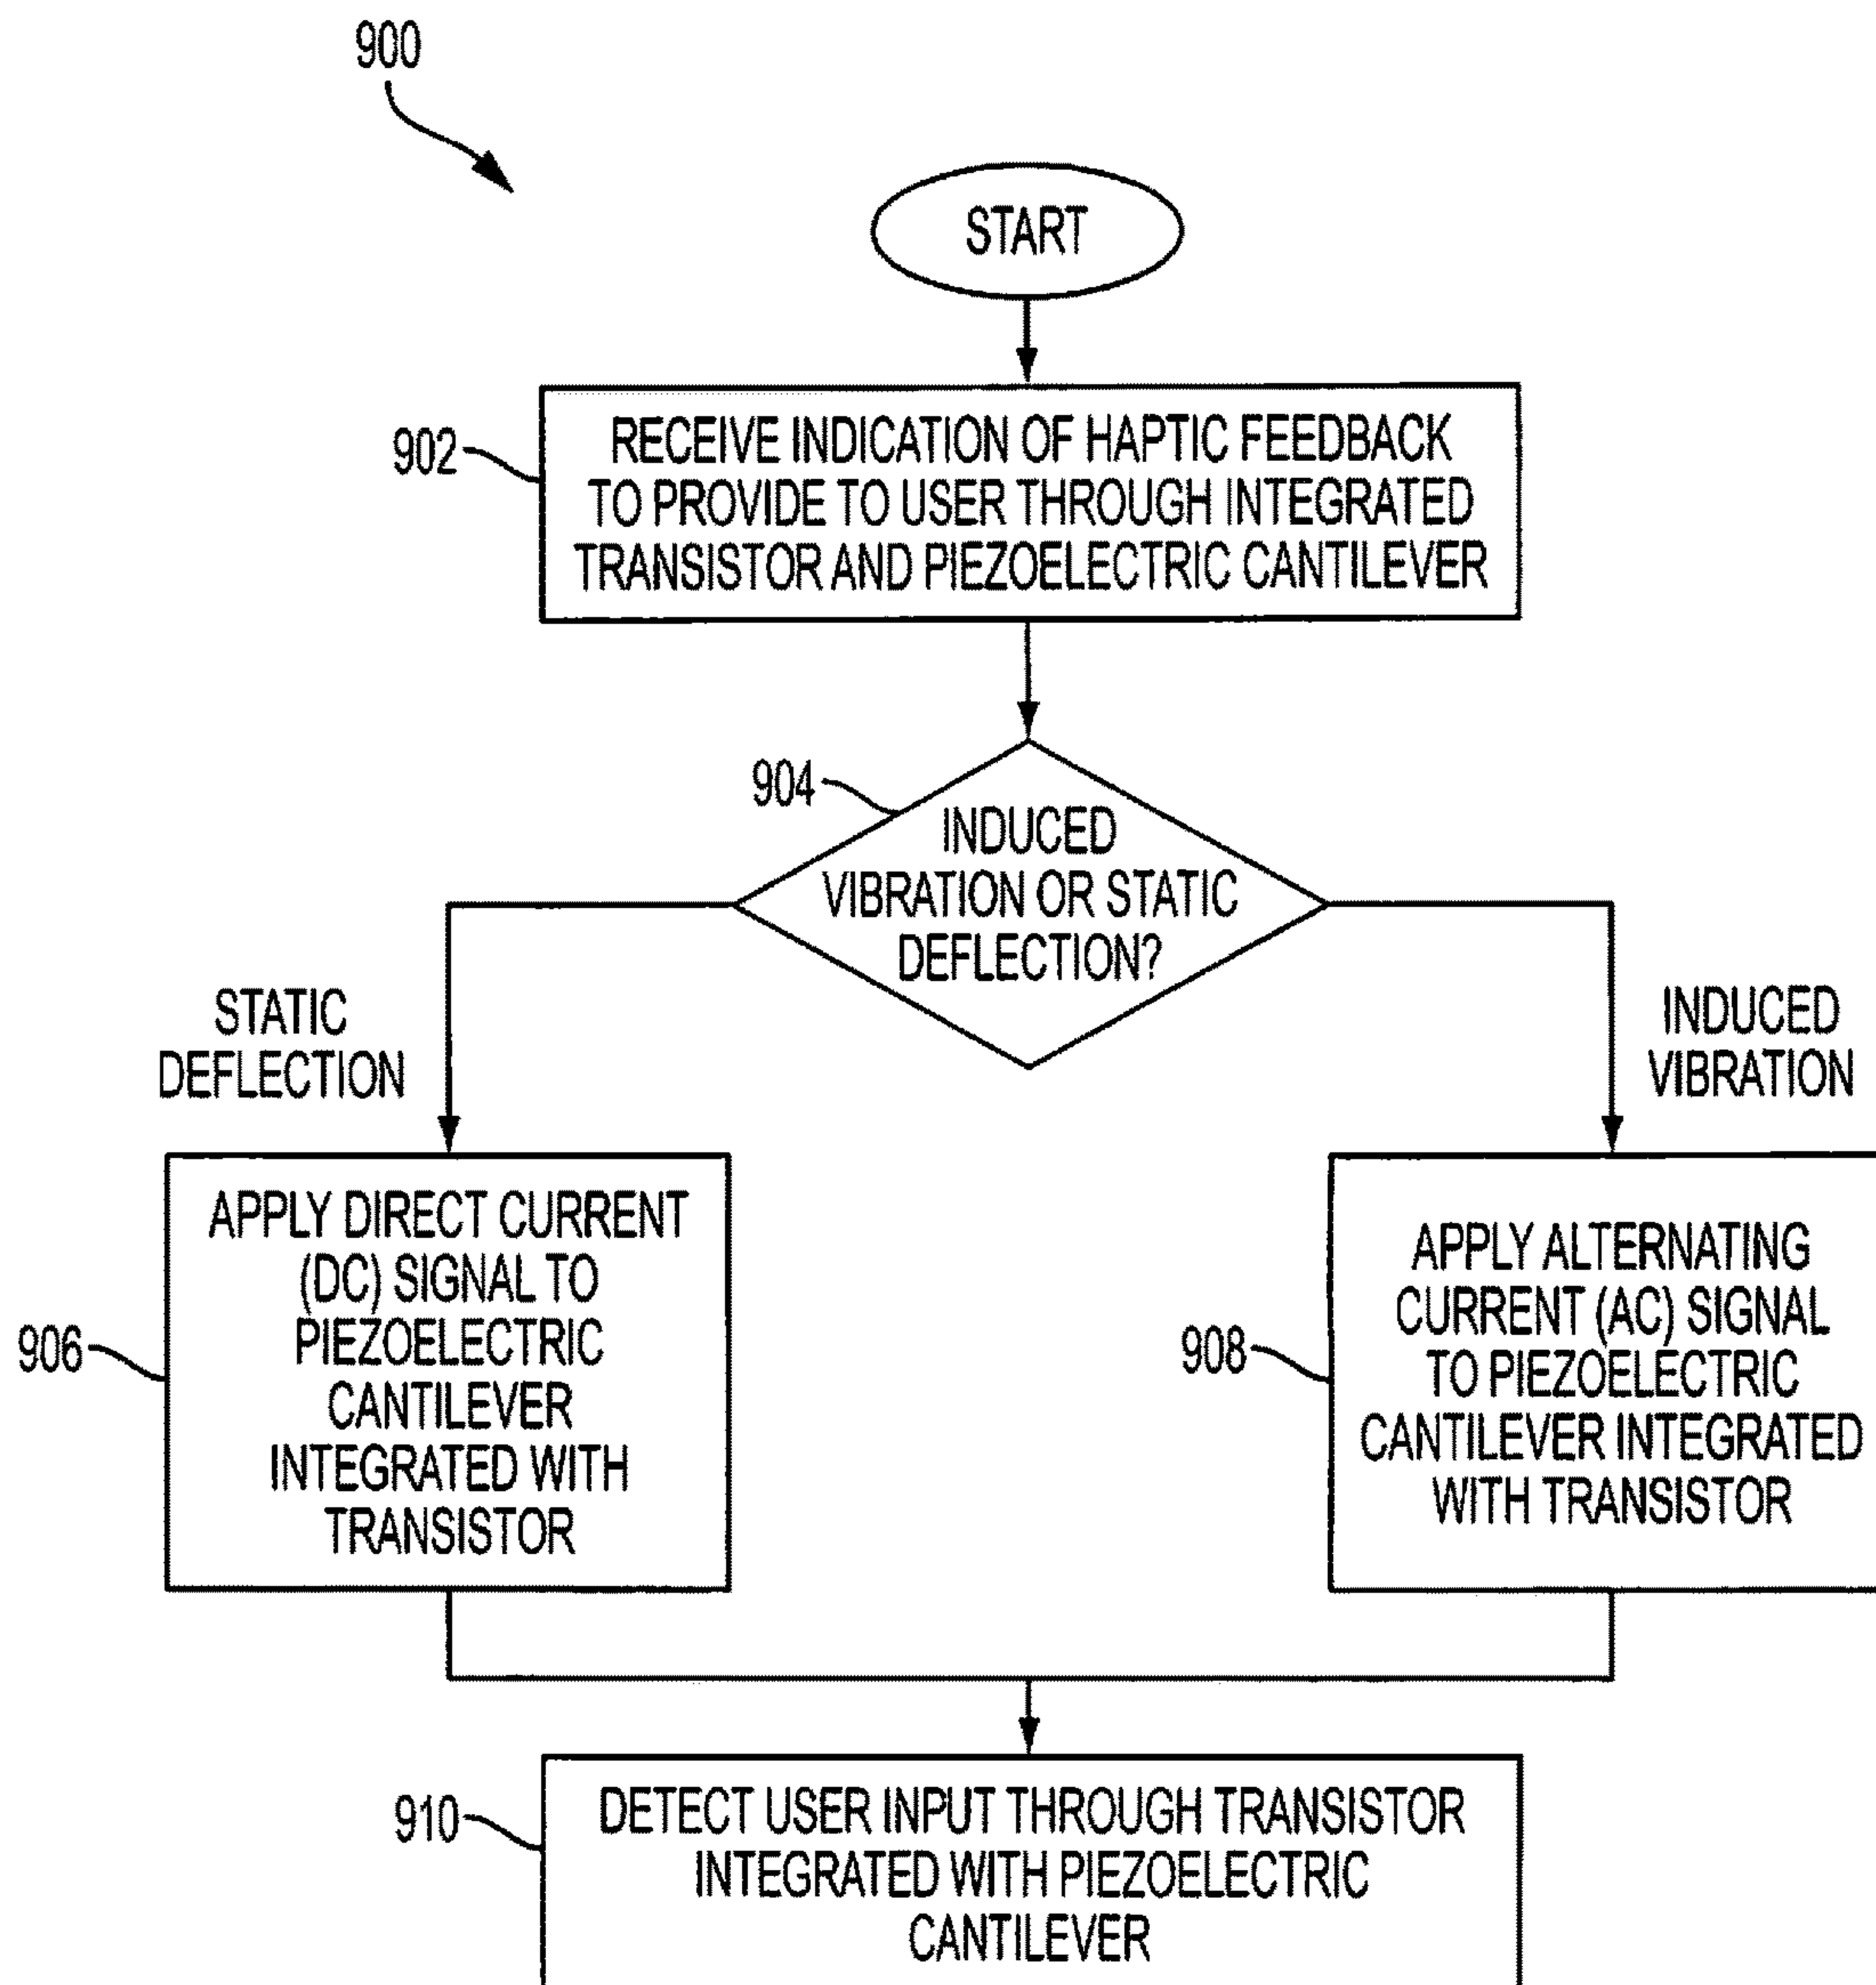 900
START
902
RECEIVE INDICATION OF HAPTIC FEEDBACK
TO PROVIDE TO USER THROUGH INTEGRATED
TRANSISTOR AND PIEZOELECTRIC CANTILEVER
904
INDUCED
VIBRATION OR STATIC
DEFLECTION?
STATIC
DEFLECTION
INDUCED
VIBRATION
906
APPLY DIRECT CURRENT
(DC) SIGNAL TO
PIEZOELECTRIC
CANTILEVER
INTEGRATED WITH
TRANSISTOR
908
APPLY ALTERNATING
CURRENT (AC) SIGNAL
TO PIEZOELECTRIC
CANTILEVER INTEGRATED
WITH TRANSISTOR
910
DETECT USER INPUT THROUGH TRANSISTOR
INTEGRATED WITH PIEZOELECTRIC
CANTILEVER